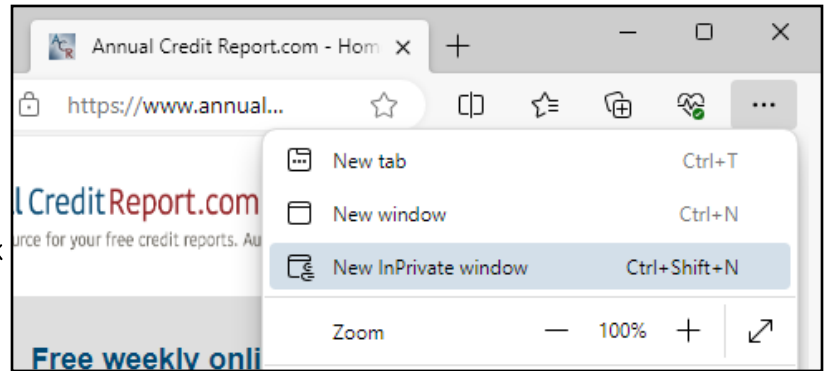 Annual Credit Report.com - Hom
https://www.annual...
New tab Ctrl+T
l CreditReport.com
New window Ctrl+N
urce for your free credit reports. Au
New InPrivate window Ctrl+Shift+N
Zoom 100%
Free weekly onli